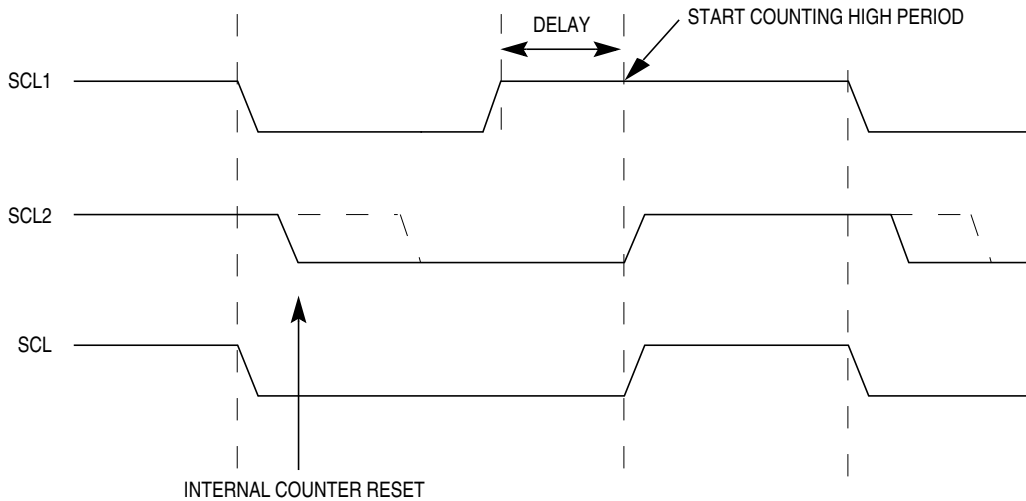 START COUNTING HIGH PERIOD
DELAY
SCL1
SCL2
SCL
INTERNAL COUNTER RESET